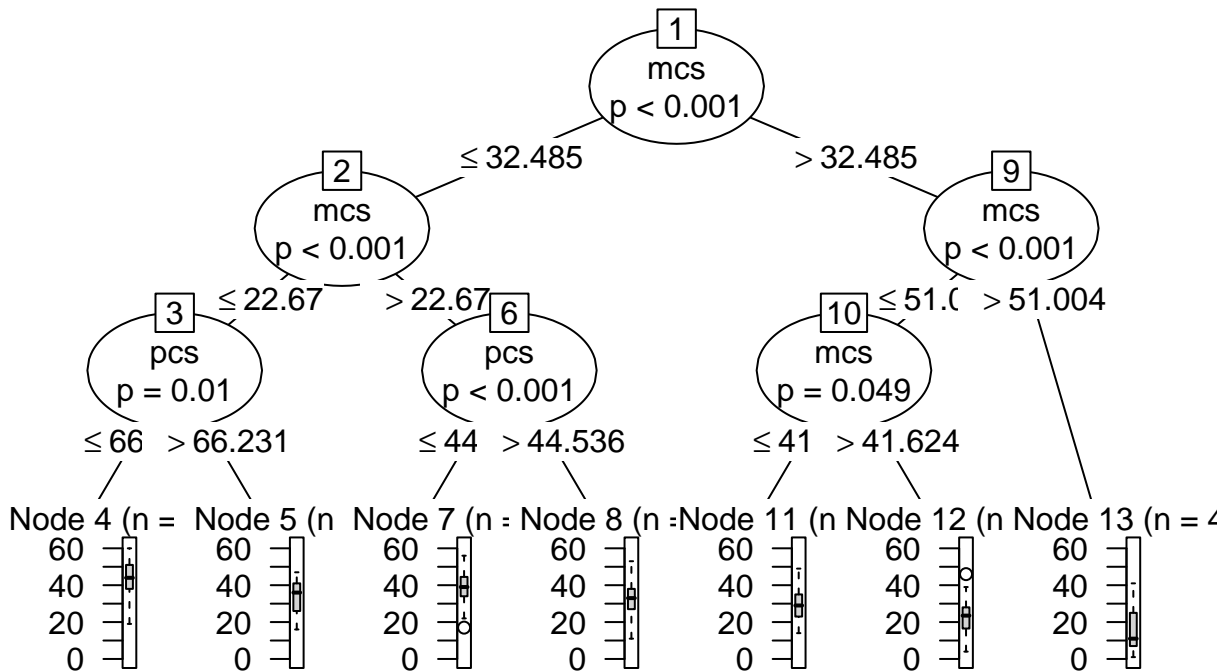 1
mcs
p < 0.001
≤ 32.485 > 32.485
2 9
mcs mcs
p < 0.001 p < 0.001
≤ 22.67 > 22.67 ≤ 51.0 > 51.004
3 6 10
pcs pcs mcs
p = 0.01 p < 0.001 p = 0.049
≤ 66 > 66.231 ≤ 44 > 44.536 ≤ 41 > 41.624
Node 4 (n = Node 5 (n Node 7 (n = Node 8 (n = Node 11 (n Node 12 (n Node 13 (n = 4
60 60 60 60 60 60 60
40 40 40 40 40 40 40
20 20 20 20 20 20 20
0 0 0 0 0 0 0